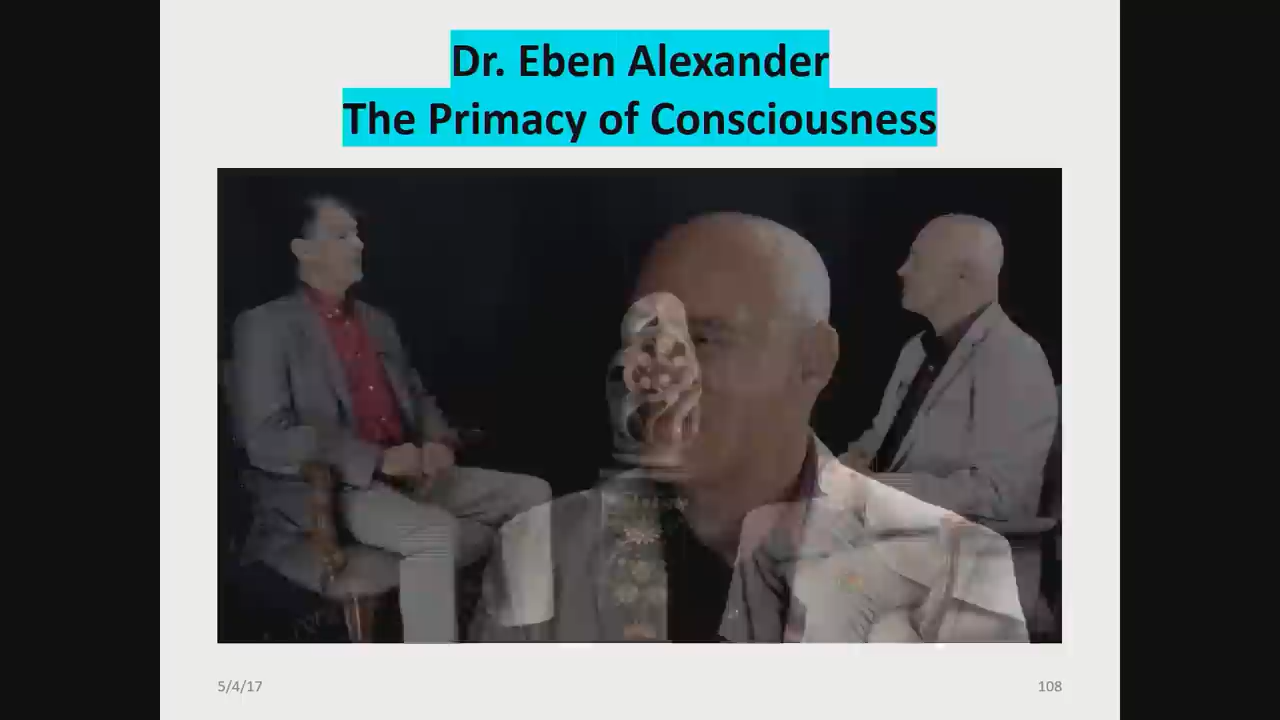 Dr. Eben Alexander
The Primacy of Consciousness
5/4/17
108